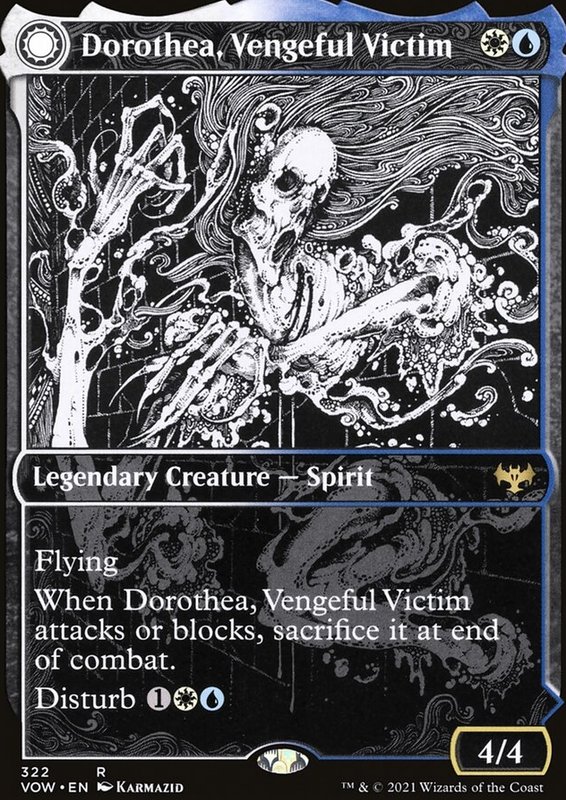 Dorothea, Vengeful Victim
Legendary Creature — Spirit
Flying
When Dorothea, Vengeful Victim
attacks or blocks, sacrifice it at end
of combat.
Disturb 1
4/4
322 R
VOW • EN KARMAZID
™ & © 2021 Wizards of the Coast